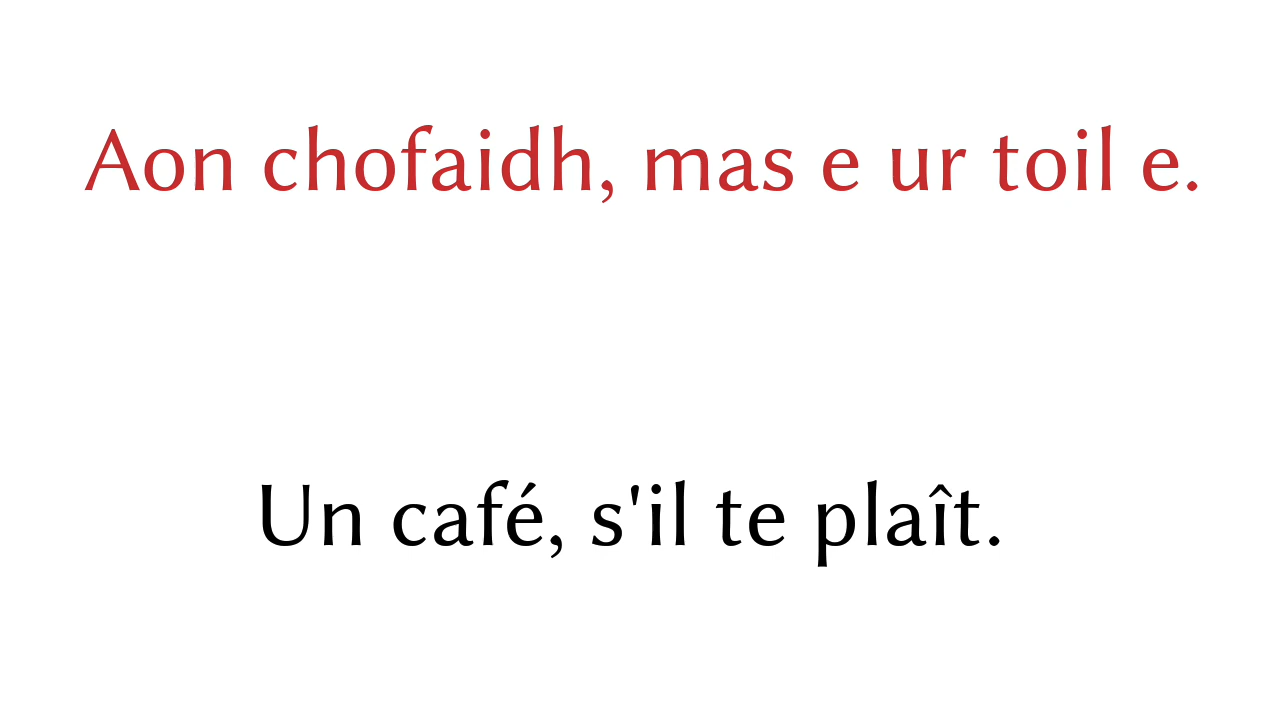 Aon chofaidh, mas e ur toil e.
Un café, s'il te plaît.